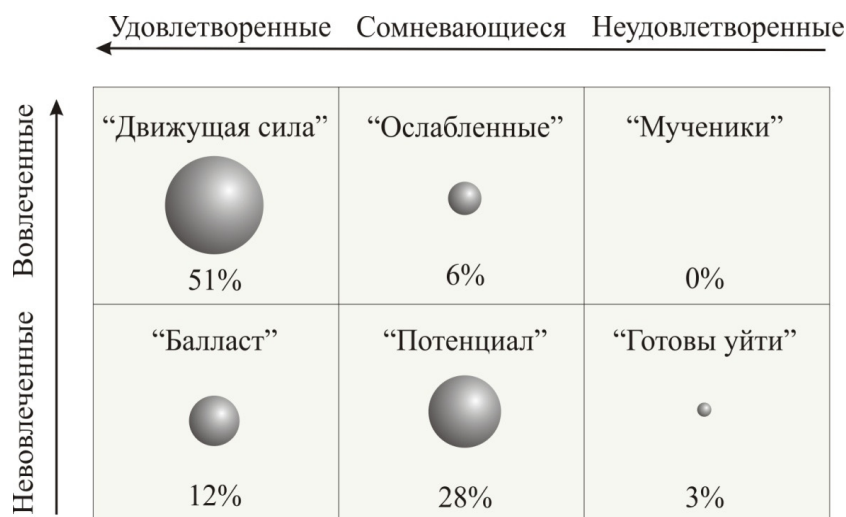 Удовлетворенные Сомневающиеся Неудовлетворенные
Вовлеченные
“Движущая сила” “Ослабленные” “Мученики”
51% 6% 0%
Невовлеченные
“Балласт” “Потенциал” “Готовы уйти”
12% 28% 3%